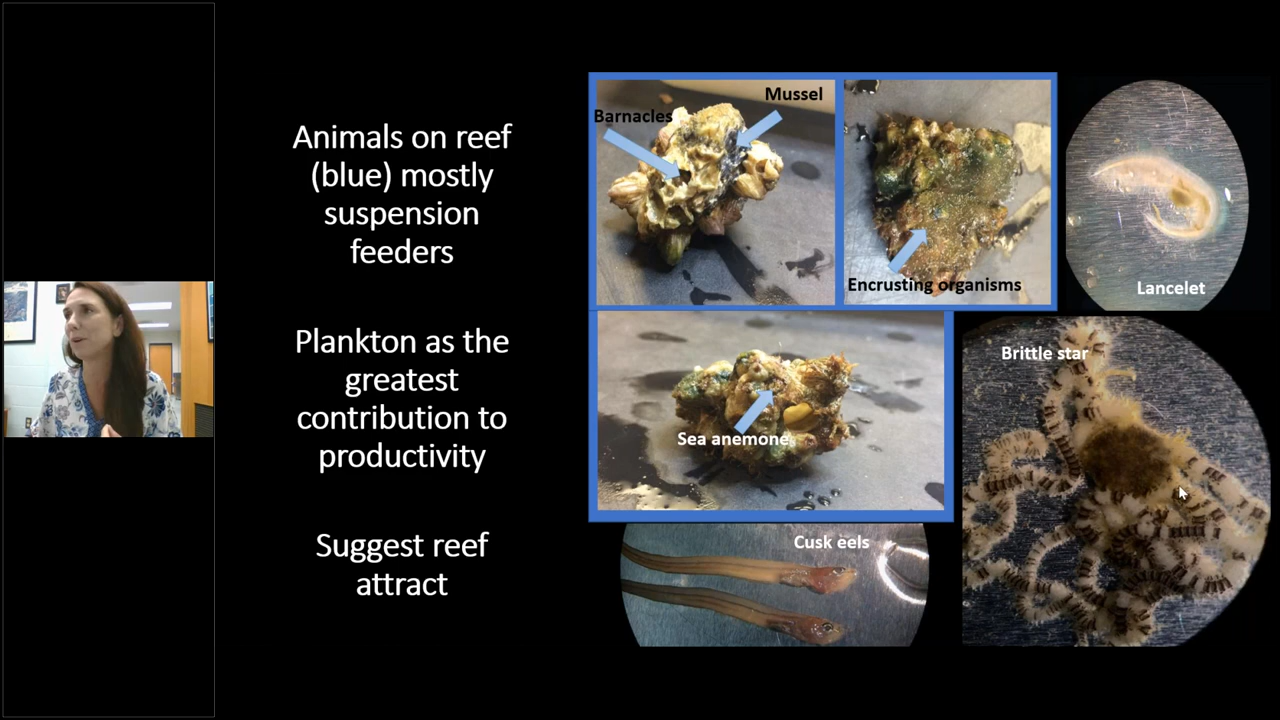 Animals on reef
(blue) mostly
suspension
feeders
Plankton as the
greatest
contribution to
productivity
Suggest reef
attract
Barnacles
Mussel
Encrusting organisms
Lancelet
Sea anemone
Brittle star
Cusk eels